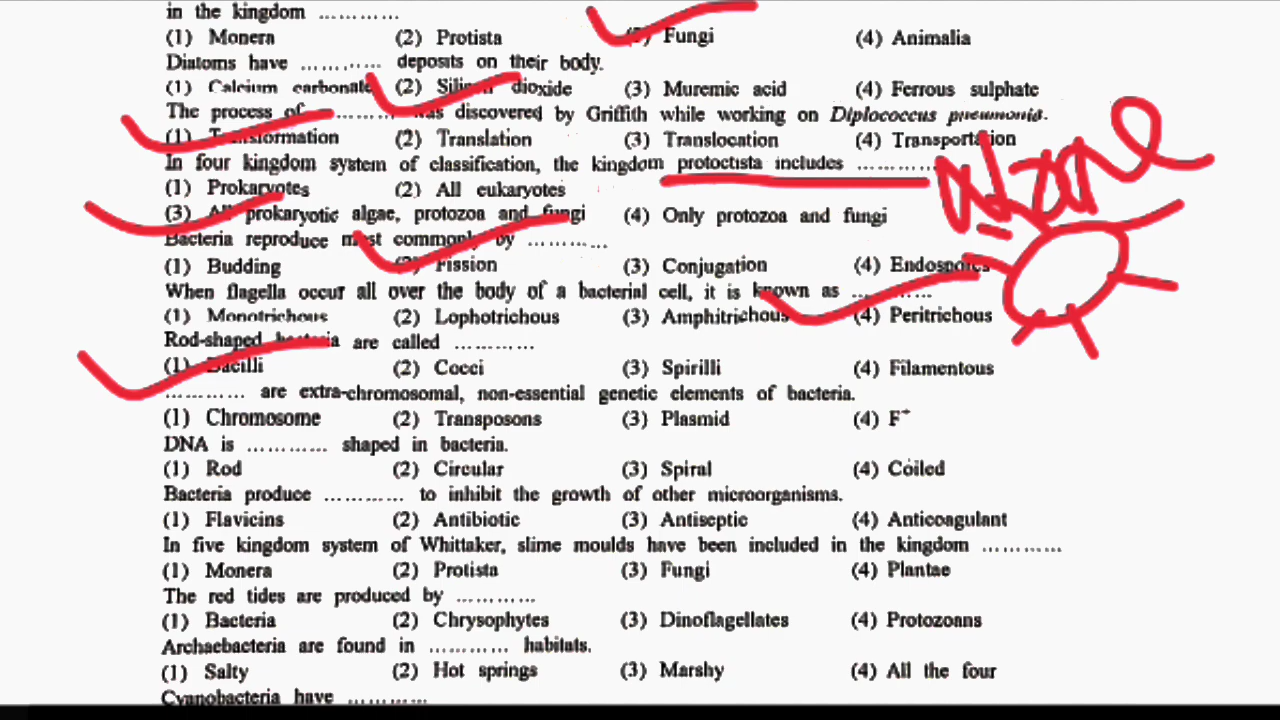 in the kingdom ............
(1) Monera (2) Protista (3) Fungi (4) Animalia
Diatoms have ............ deposits on their body.
(1) Calcium carbonate (2) Silicon dioxide (3) Muremic acid (4) Ferrous sulphate
The process of ............ was discovered by Griffith while working on Diplococcus pneumonis.
(1) Transformation (2) Translation (3) Translocation (4) Transportation
In four kingdom system of classification, the kingdom protoctista includes ............
(1) Prokaryotes (2) All eukaryotes
(3) All prokaryotic algae, protozoa and fungi (4) Only protozoa and fungi
Bacteria reproduce most commonly by ............
(1) Budding (2) Fission (3) Conjugation (4) Endospores
When flagella occur all over the body of a bacterial cell, it is known as ............
(1) Monotrichous (2) Lophotrichous (3) Amphitrichous (4) Peritrichous
Rod-shaped bacteria are called ............
(1) Bacilli (2) Cocci (3) Spirilli (4) Filamentous
............ are extra-chromosomal, non-essential genetic elements of bacteria.
(1) Chromosome (2) Transposons (3) Plasmid (4) F+
DNA is ............ shaped in bacteria.
(1) Rod (2) Circular (3) Spiral (4) Coiled
Bacteria produce ............ to inhibit the growth of other microorganisms.
(1) Flavicins (2) Antibiotic (3) Antiseptic (4) Anticoagulant
In five kingdom system of Whittaker, slime moulds have been included in the kingdom ............
(1) Monera (2) Protista (3) Fungi (4) Plantae
The red tides are produced by ............
(1) Bacteria (2) Chrysophytes (3) Dinoflagellates (4) Protozoans
Archaebacteria are found in ............ habitats.
(1) Salty (2) Hot springs (3) Marshy (4) All the four
Cyanobacteria have ............